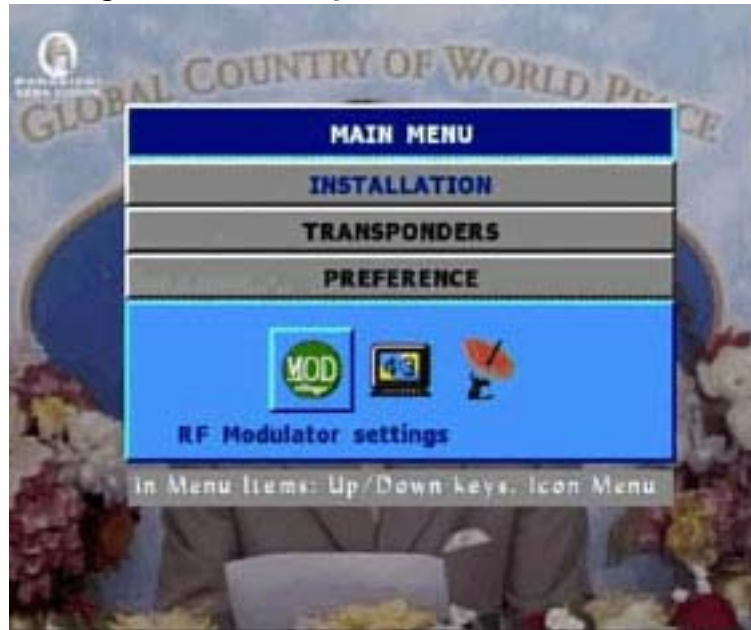 GLOBAL COUNTRY OF WORLD PEACE
MAIN MENU
INSTALLATION
TRANSPONDERS
PREFERENCE
MOD
43
RF Modulator settings
in Menu Items: Up/Down keys, Icon Menu